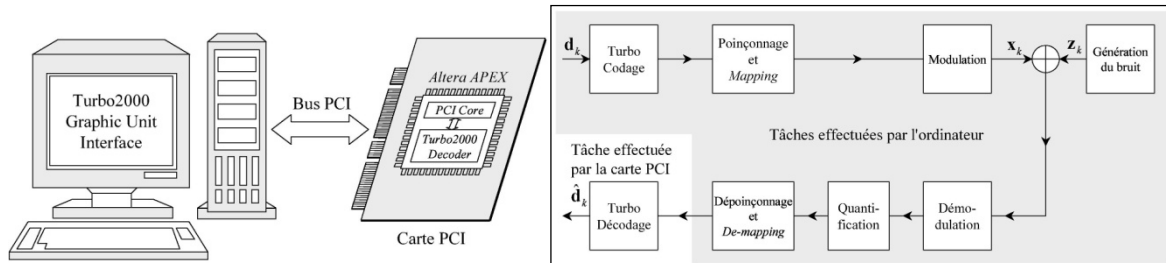 Turbo2000
Graphic Unit
Interface
Bus PCI
Altera APEX
PCI Core
Turbo2000
Decoder
Carte PCI
d_k
Turbo
Codage
Poinçonnage
et
Mapping
Modulation
x_k
z_k
Génération
du bruit
Tâches effectuées par l'ordinateur
Tâche effectuée
par la carte PCI
d̂_k
Turbo
Décodage
Dépoinçonnage
et
De-mapping
Quanti-
fication
Démo-
dulation